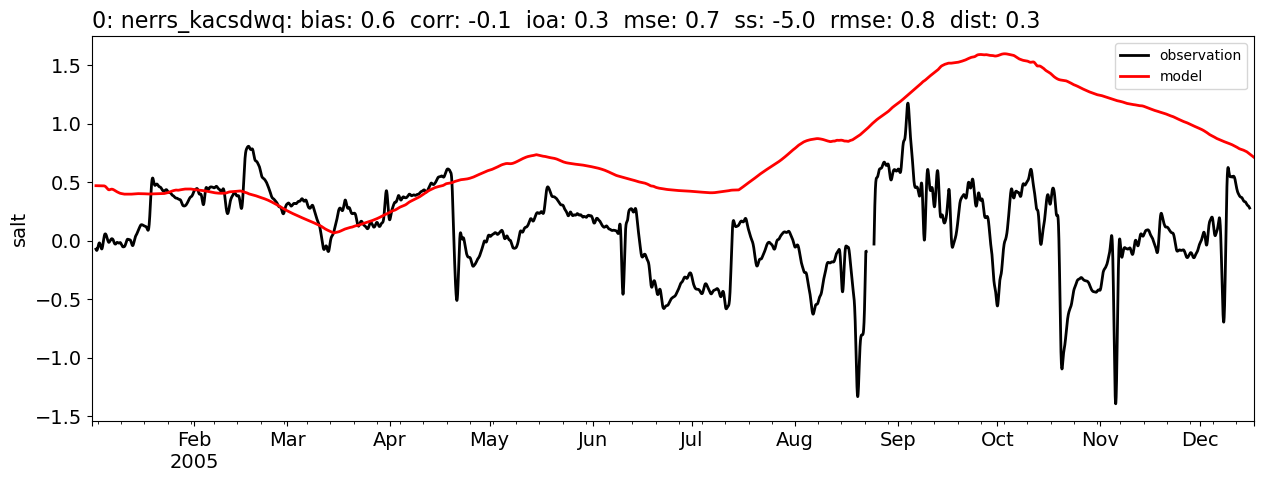 0: nerrs_kacsdwq: bias: 0.6  corr: -0.1  ioa: 0.3  mse: 0.7  ss: -5.0  rmse: 0.8  dist: 0.3
observation
model
1.5
1.0
0.5
0.0
−0.5
−1.0
−1.5
salt
Feb Mar Apr May Jun Jul Aug Sep Oct Nov Dec
2005